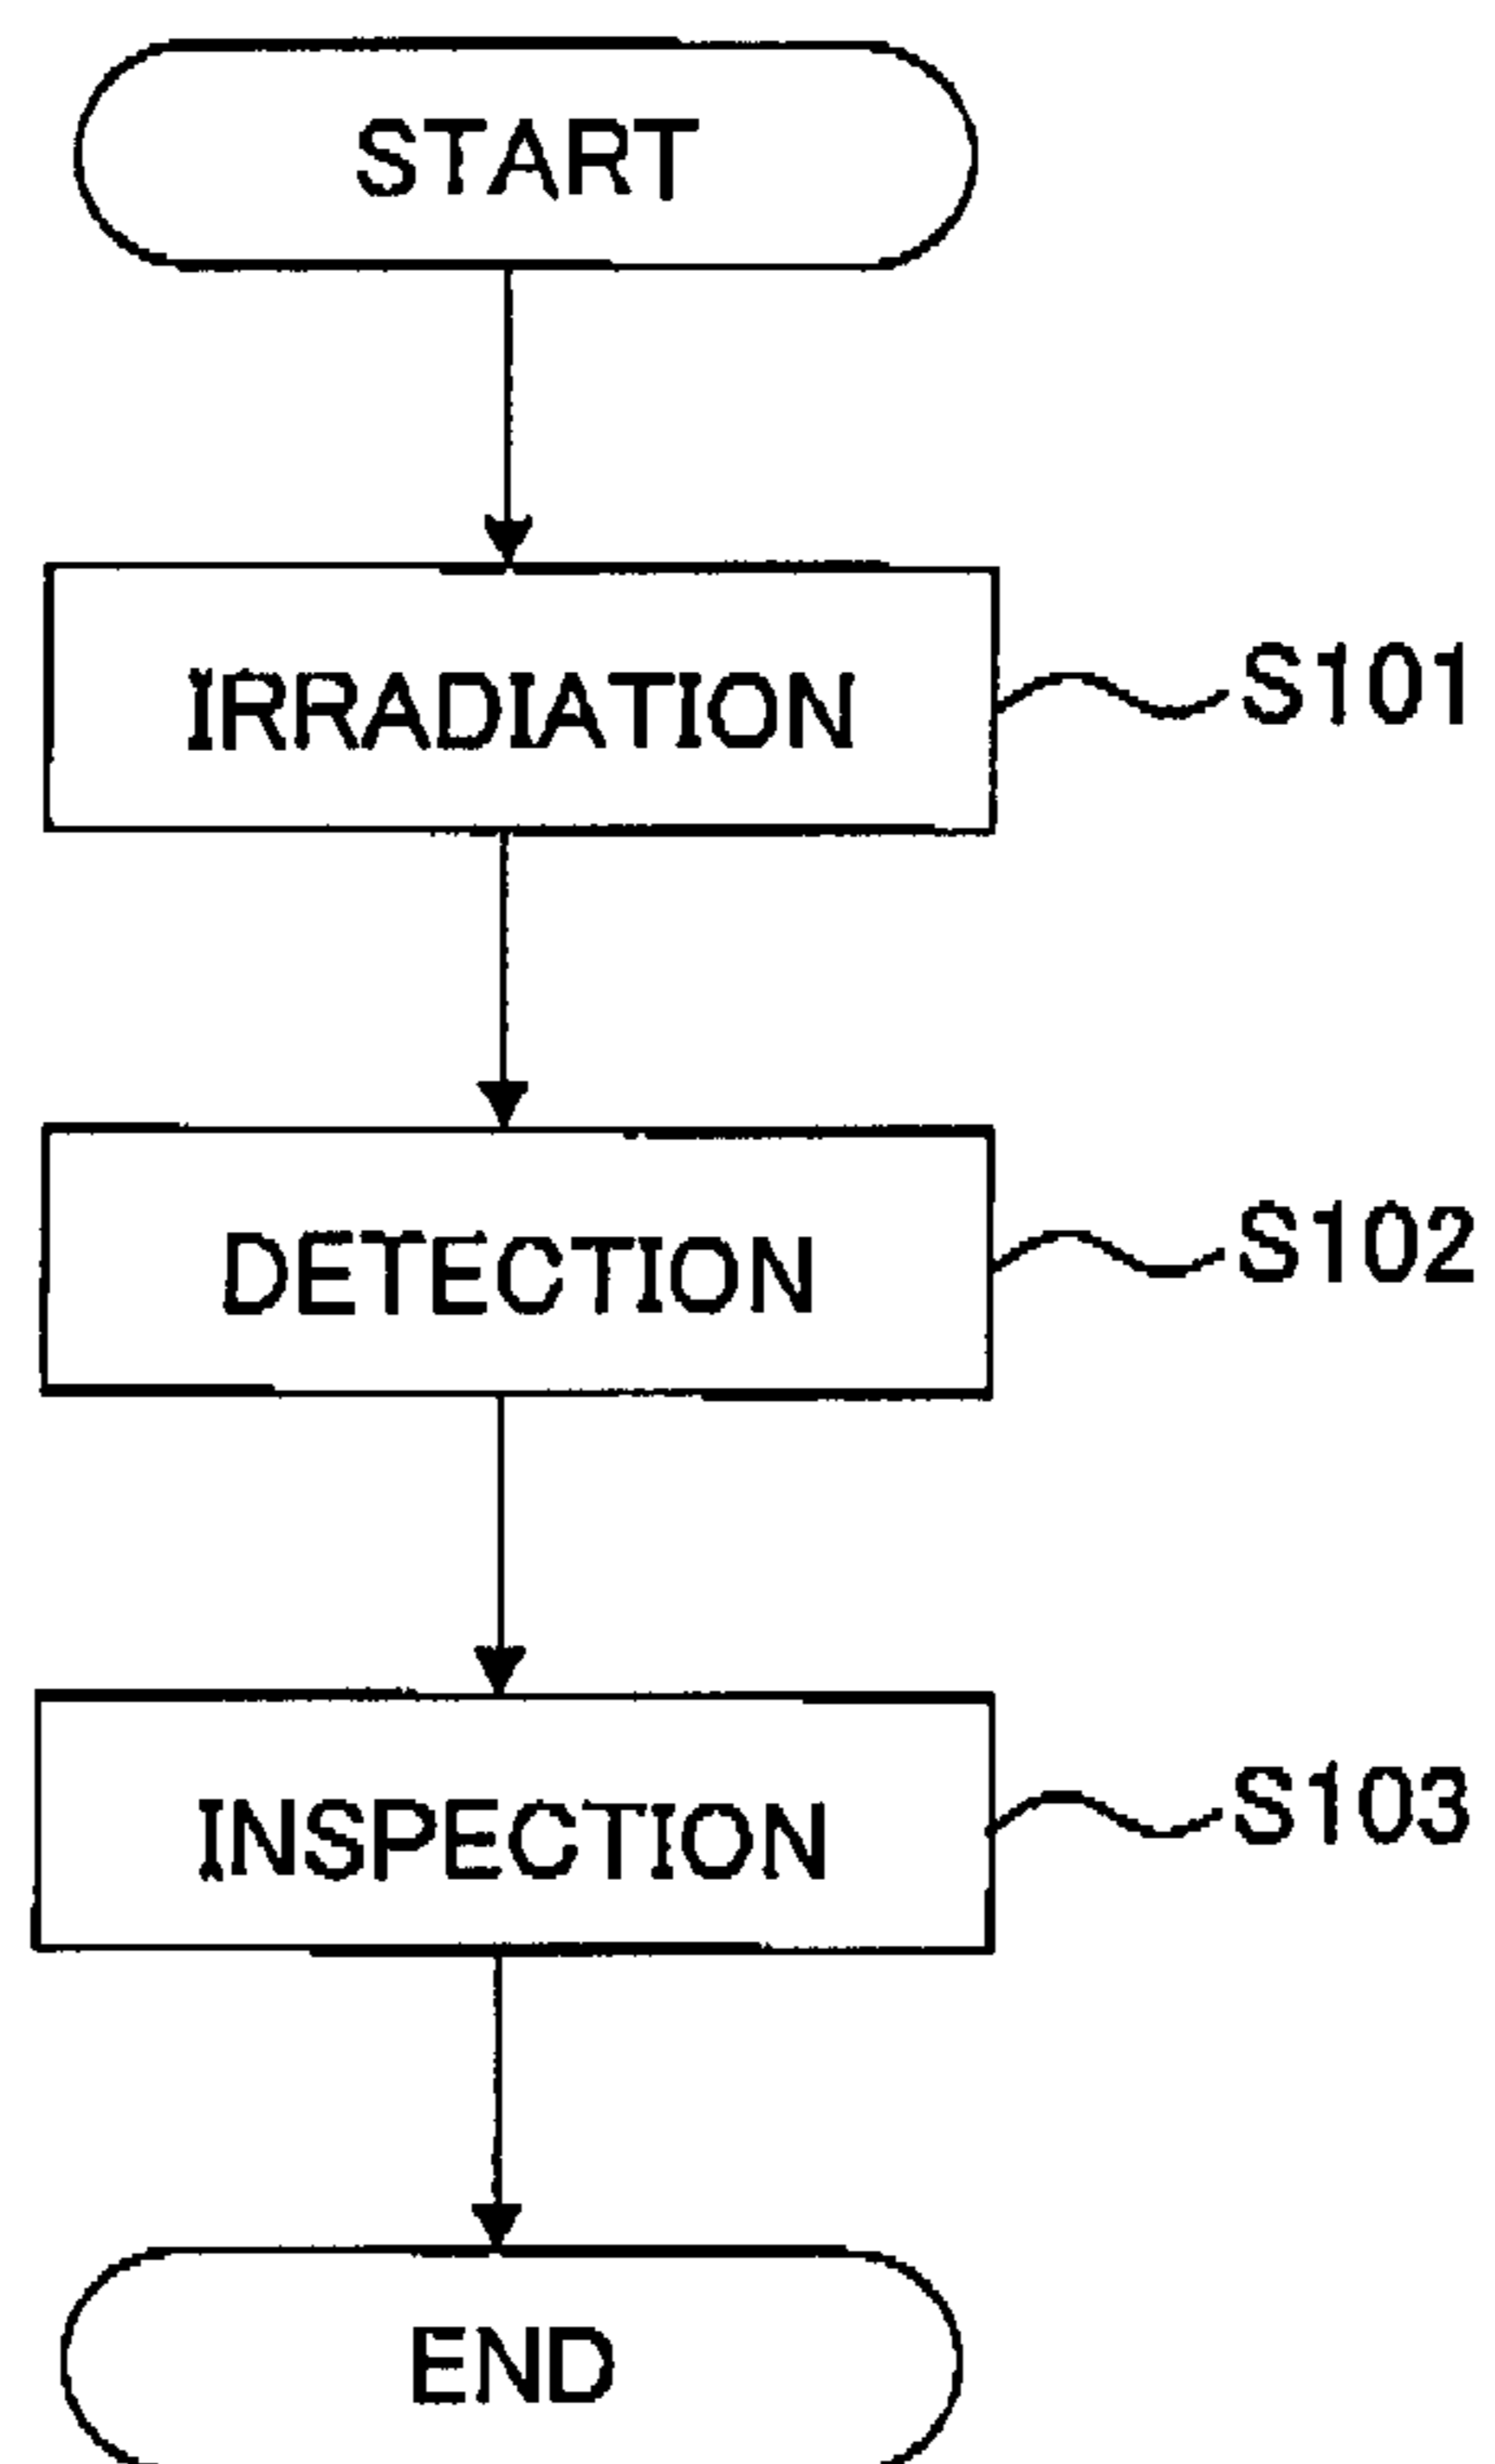 START
IRRADIATION S101
DETECTION S102
INSPECTION S103
END